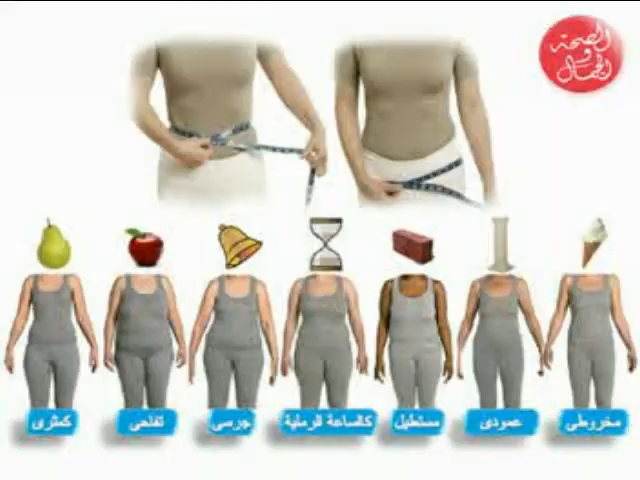 الصحة
و
الجمال
كمثرى
تفاحى
جرسى
كالساعة الرملية
مستطيل
عمودى
مخروطى